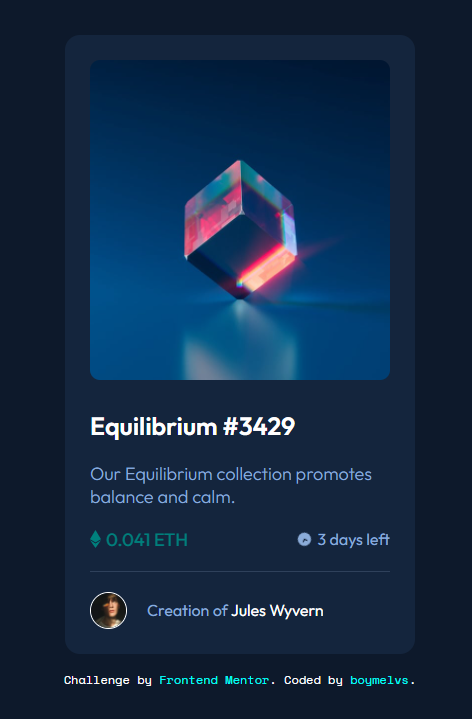 Equilibrium #3429
Our Equilibrium collection promotes
balance and calm.
0.041 ETH
3 days left
Creation of Jules Wyvern
Challenge by Frontend Mentor. Coded by boymelvs.